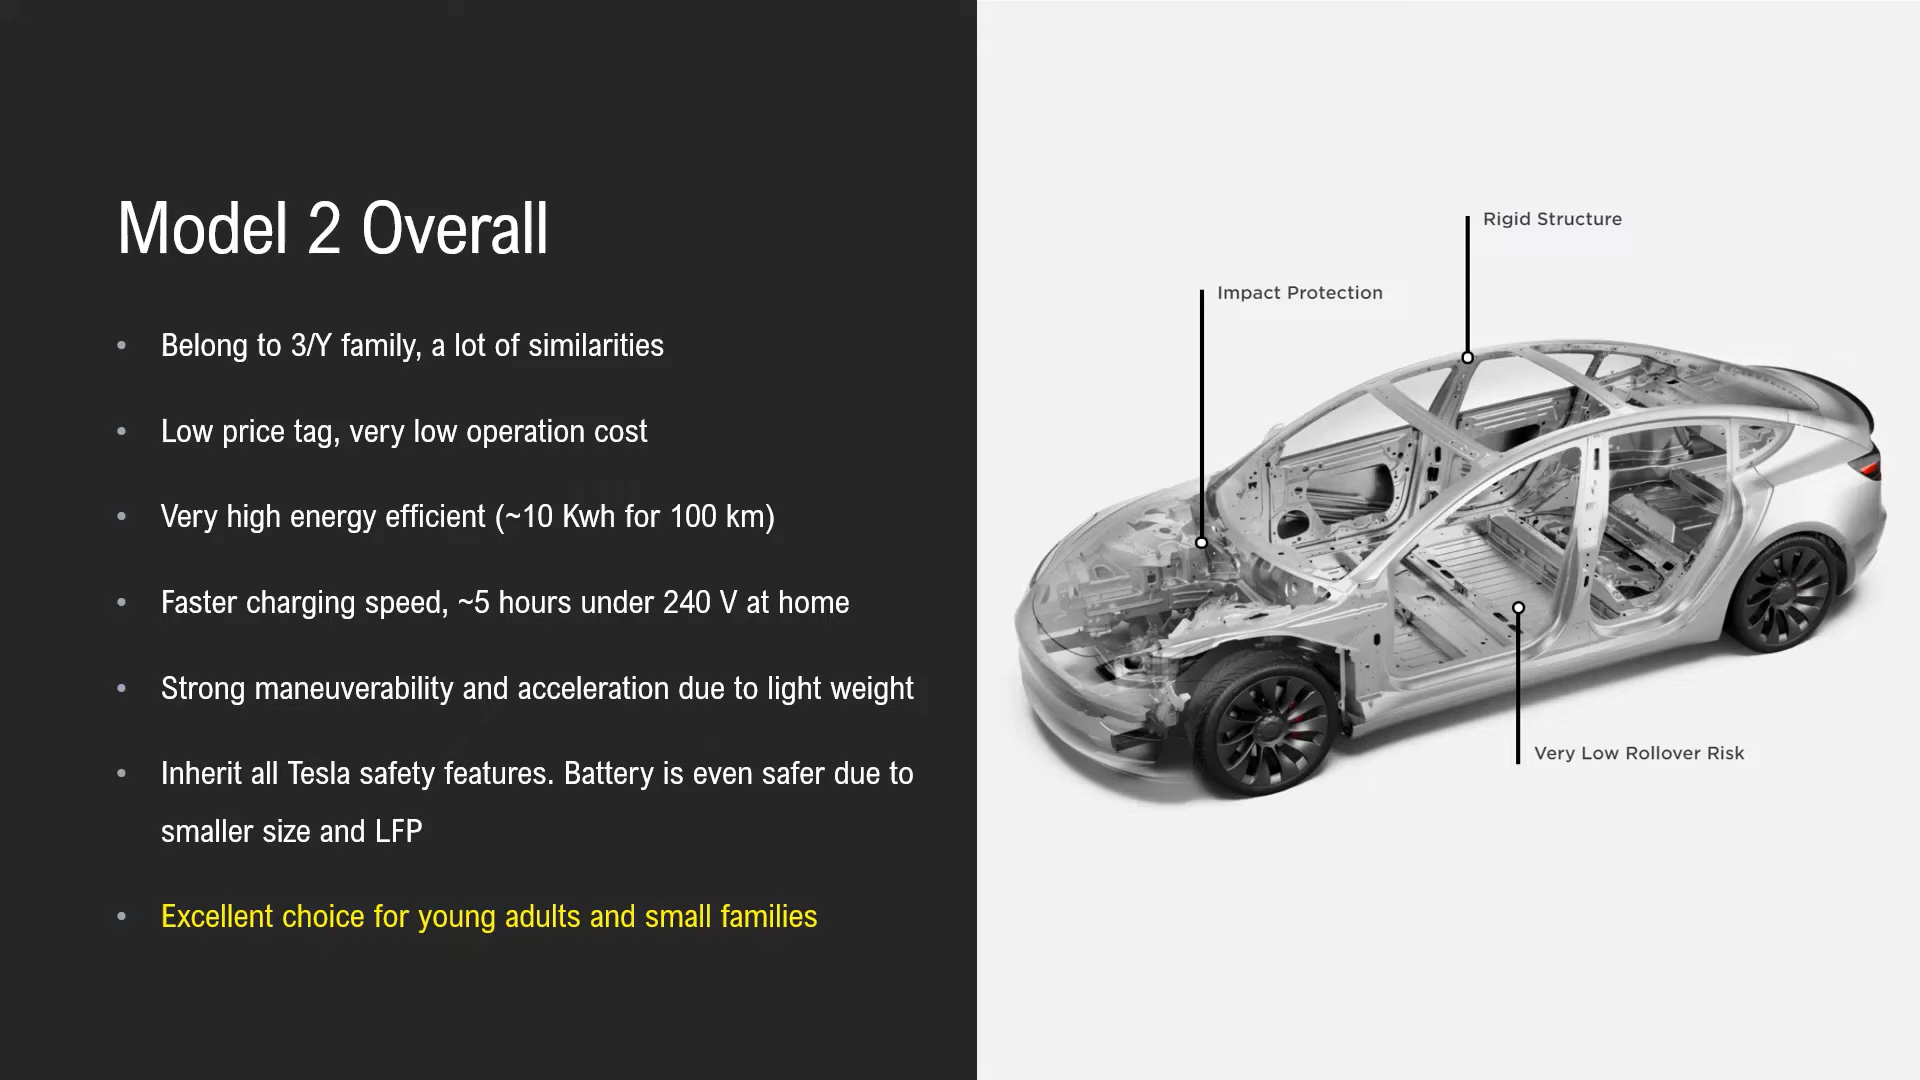 Model 2 Overall
• Belong to 3/Y family, a lot of similarities
• Low price tag, very low operation cost
• Very high energy efficient (~10 Kwh for 100 km)
• Faster charging speed, ~5 hours under 240 V at home
• Strong maneuverability and acceleration due to light weight
• Inherit all Tesla safety features. Battery is even safer due to
smaller size and LFP
• Excellent choice for young adults and small families
Rigid Structure
Impact Protection
Very Low Rollover Risk